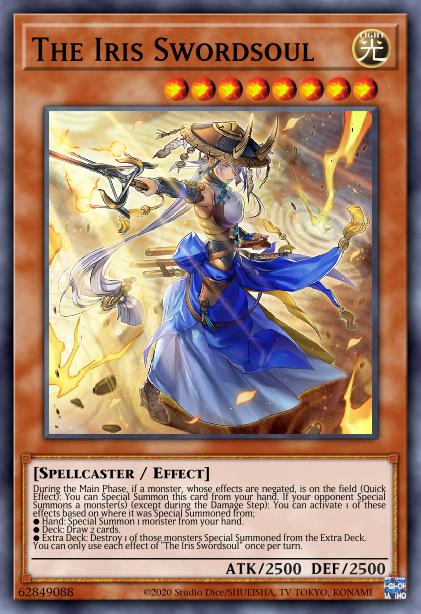 THE IRIS SWORDSOUL
LIGHT
光
[SPELLCASTER / EFFECT]
During the Main Phase, if a monster, whose effects are negated, is on the field (Quick
Effect): You can Special Summon this card from your hand. If your opponent Special
Summons a monster(s) (except during the Damage Step): You can activate 1 of these
effects based on where it was Special Summoned from;
● Hand: Special Summon 1 monster from your hand.
● Deck: Draw 2 cards.
● Extra Deck: Destroy 1 of those monsters Special Summoned from the Extra Deck.
You can only use each effect of "The Iris Swordsoul" once per turn.
ATK/2500 DEF/2500
62849088
©2020 Studio Dice/SHUEISHA, TV TOKYO, KONAMI